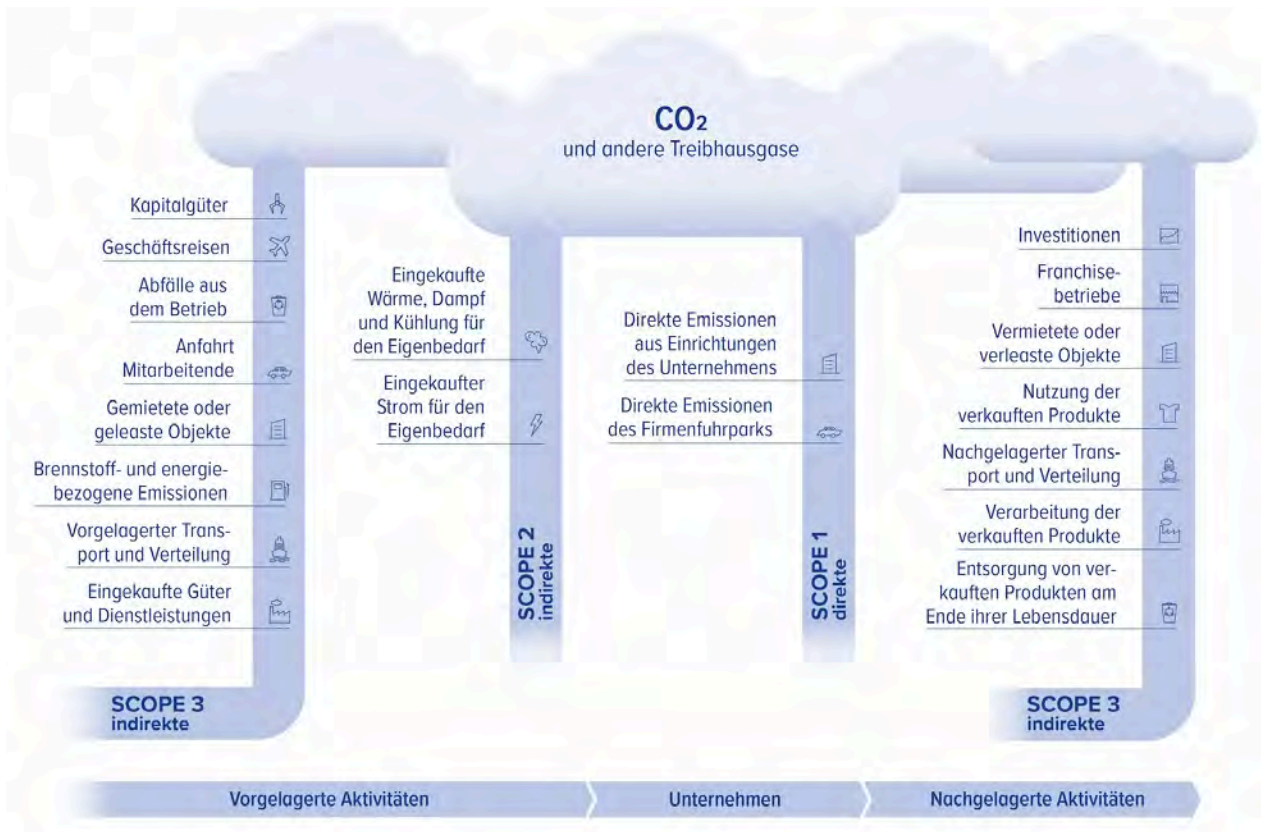 CO2
und andere Treibhausgase
Kapitalgüter
Geschäftsreisen
Abfälle aus
dem Betrieb
Anfahrt
Mitarbeitende
Gemietete oder
geleaste Objekte
Brennstoff- und energie-
bezogene Emissionen
Vorgelagerter Trans-
port und Verteilung
Eingekaufte Güter
und Dienstleistungen
SCOPE 3
indirekte
Eingekaufte
Wärme, Dampf
und Kühlung für
den Eigenbedarf
Eingekaufter
Strom für den
Eigenbedarf
SCOPE 2
indirekte
Direkte Emissionen
aus Einrichtungen
des Unternehmens
Direkte Emissionen
des Firmenfuhrparks
SCOPE 1
direkte
Investitionen
Franchise-
betriebe
Vermietete oder
verleaste Objekte
Nutzung der
verkauften Produkte
Nachgelagerter Trans-
port und Verteilung
Verarbeitung der
verkauften Produkte
Entsorgung von ver-
kauften Produkten am
Ende ihrer Lebensdauer
SCOPE 3
indirekte
Vorgelagerte Aktivitäten
Unternehmen
Nachgelagerte Aktivitäten